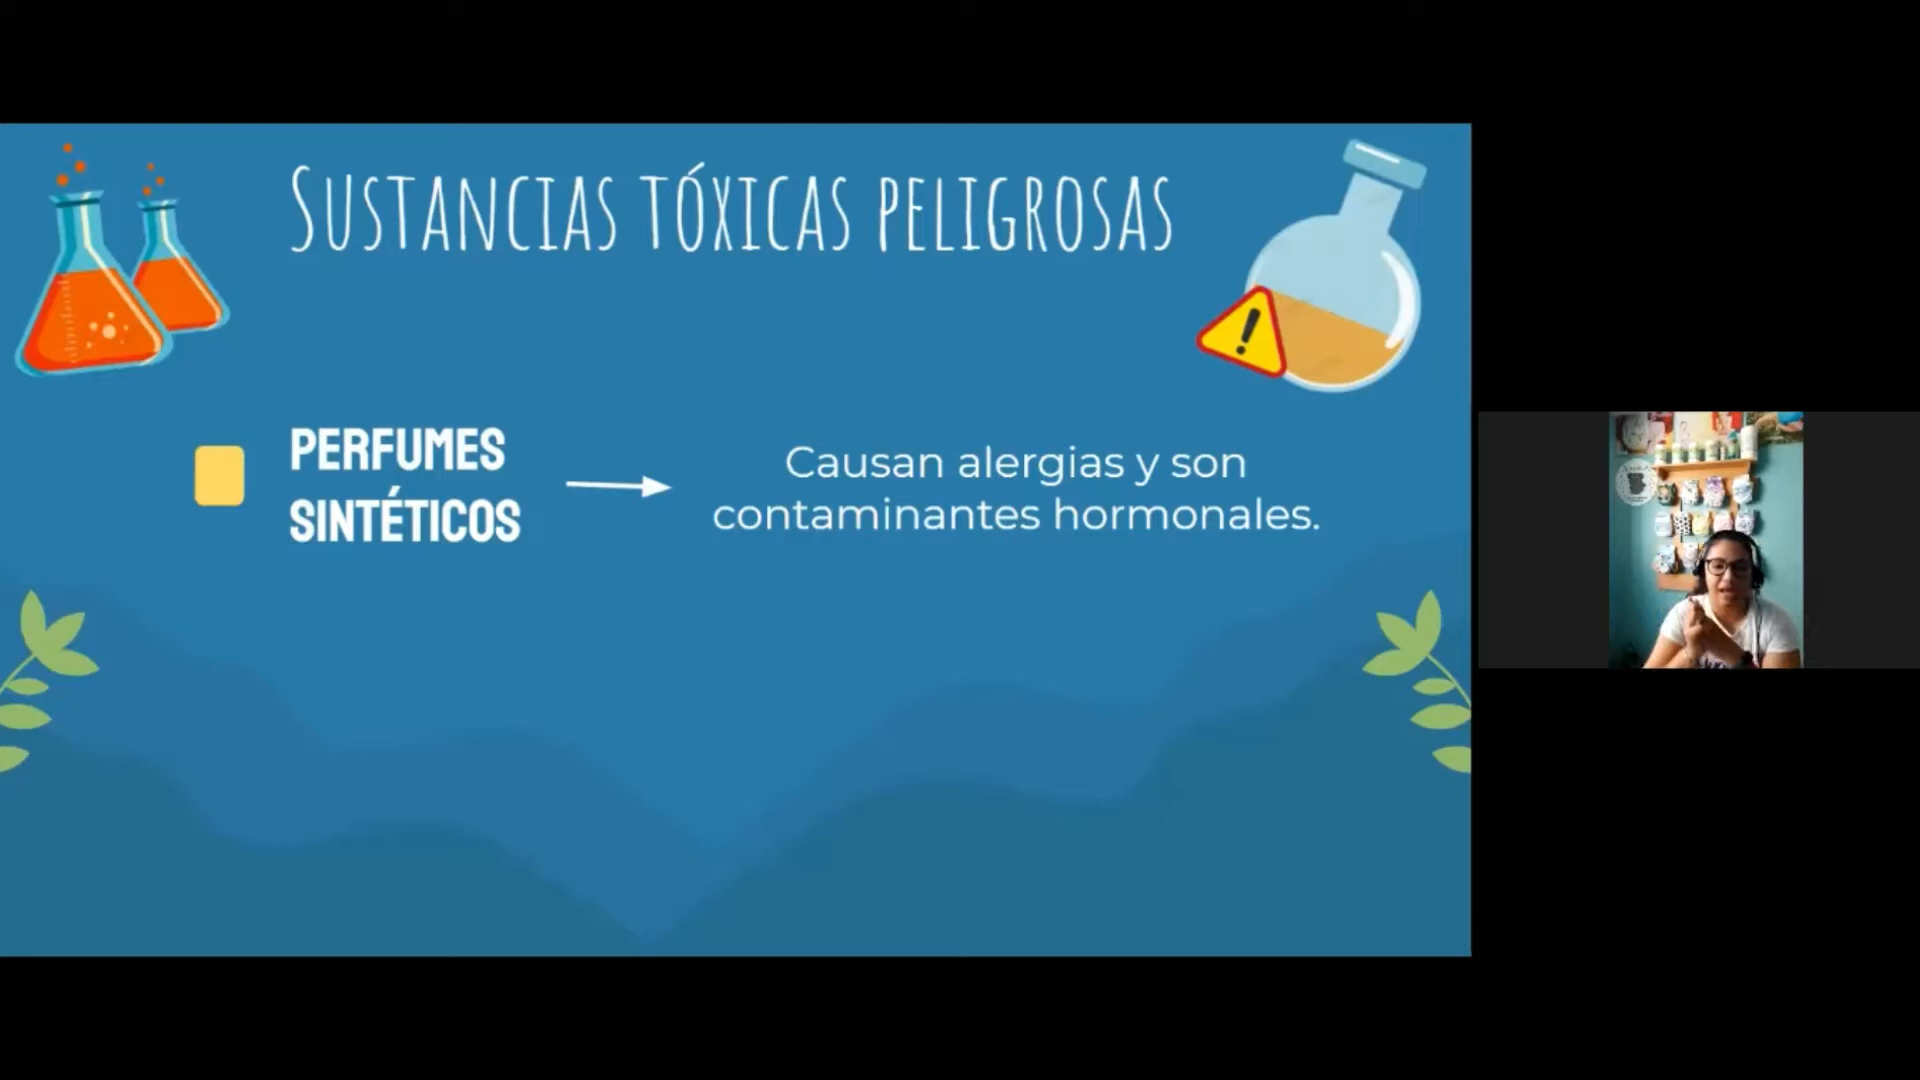 Sustancias tóxicas peligrosas
PERFUMES
SINTÉTICOS
Causan alergias y son
contaminantes hormonales.